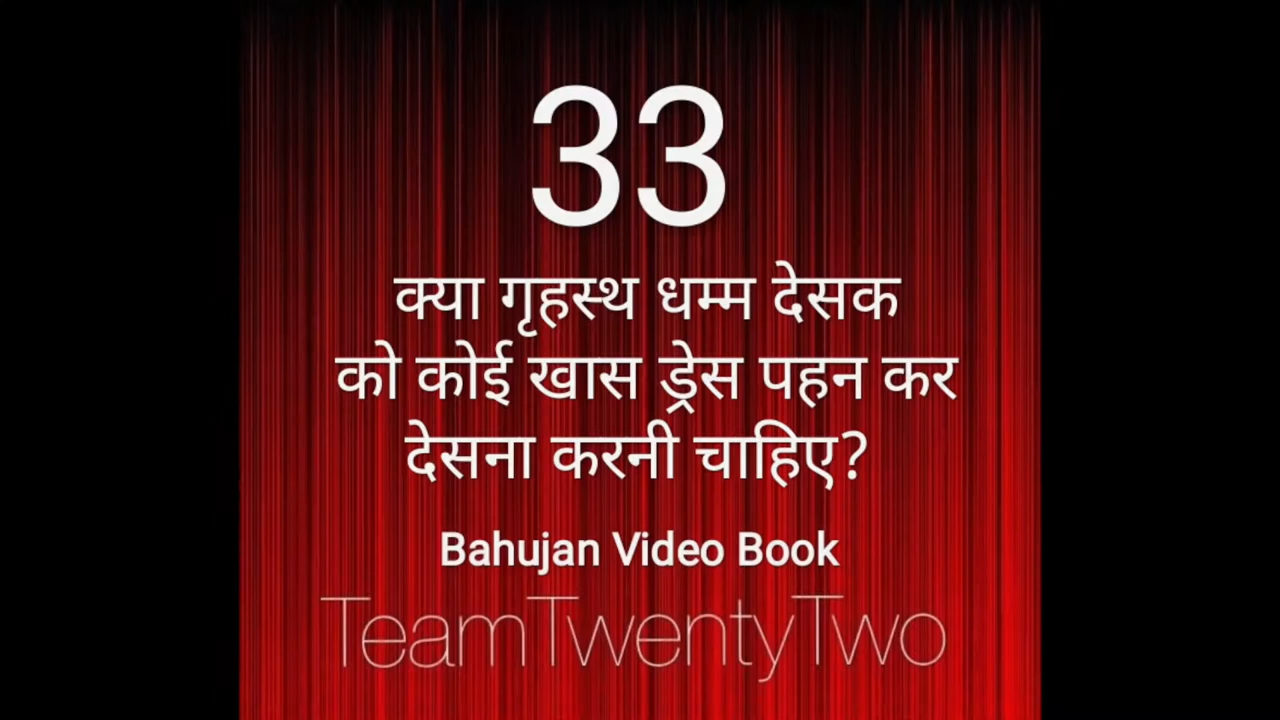 33
क्या गृहस्थ धम्म देसक
को कोई खास ड्रेस पहन कर
देसना करनी चाहिए?
Bahujan Video Book
TeamTwentyTwo